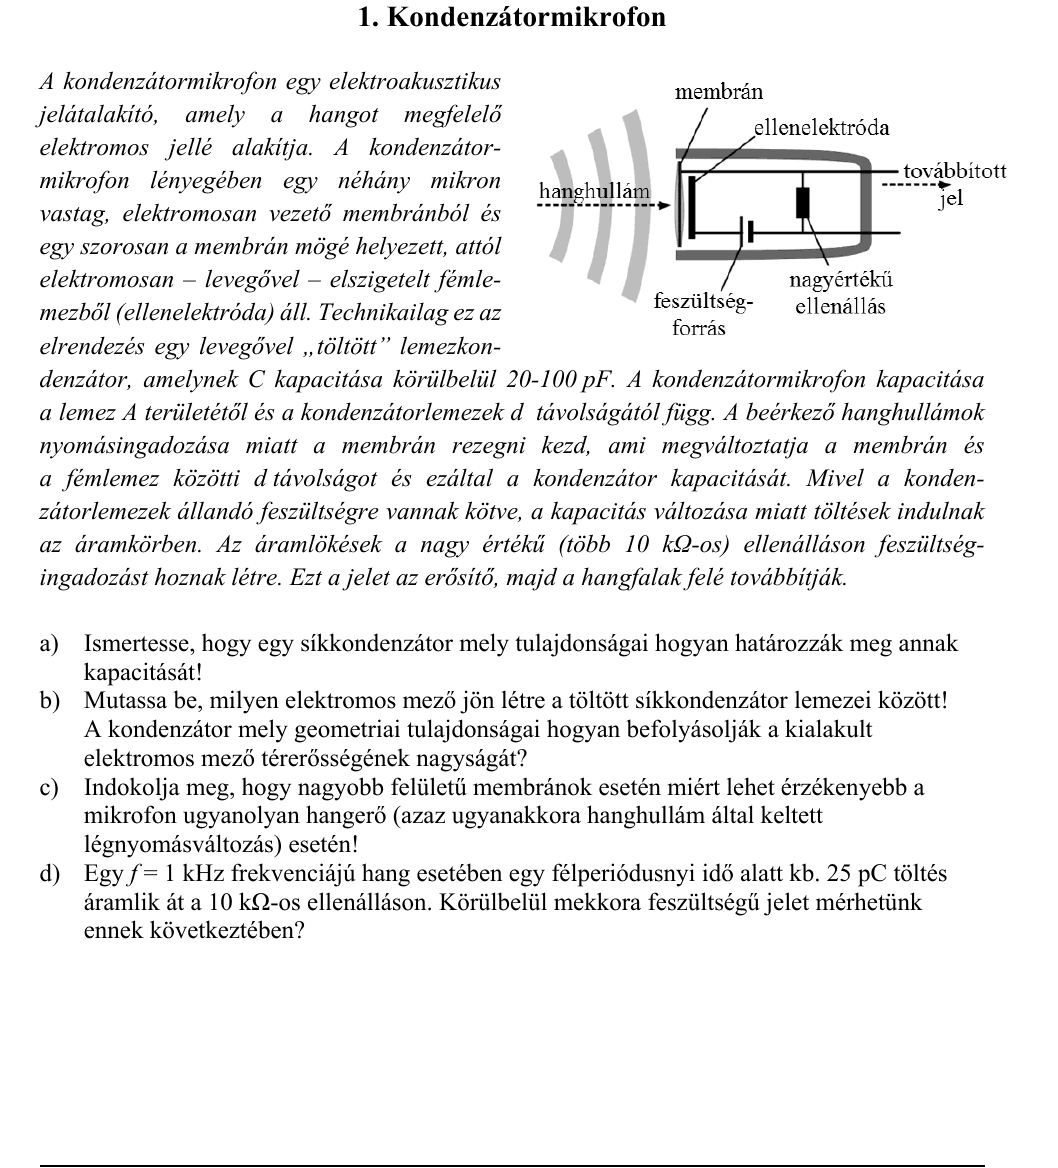 1. Kondenzátormikrofon
A kondenzátormikrofon egy elektroakusztikus
jelátalakító, amely a hangot megfelelő
elektromos jellé alakítja. A kondenzátor-
mikrofon lényegében egy néhány mikron
vastag, elektromosan vezető membránból és
egy szorosan a membrán mögé helyezett, attól
elektromosan – levegővel – elszigetelt fémle-
mezből (ellenelektróda) áll. Technikailag ez az
elrendezés egy levegővel „töltött” lemezkon-
denzátor, amelynek C kapacitása körülbelül 20-100 pF. A kondenzátormikrofon kapacitása
a lemez A területétől és a kondenzátorlemezek d távolságától függ. A beérkező hanghullámok
nyomásingadozása miatt a membrán rezegni kezd, ami megváltoztatja a membrán és
a fémlemez közötti d távolságot és ezáltal a kondenzátor kapacitását. Mivel a konden-
zátorlemezek állandó feszültségre vannak kötve, a kapacitás változása miatt töltések indulnak
az áramkörben. Az áramlökések a nagy értékű (több 10 kΩ-os) ellenálláson feszültség-
ingadozást hoznak létre. Ezt a jelet az erősítő, majd a hangfalak felé továbbítják.
membrán
ellenelektróda
továbbított
jel
hanghullám
nagyértékű
ellenállás
feszültség-
forrás
a) Ismertesse, hogy egy síkkondenzátor mely tulajdonságai hogyan határozzák meg annak
kapacitását!
b) Mutassa be, milyen elektromos mező jön létre a töltött síkkondenzátor lemezei között!
A kondenzátor mely geometriai tulajdonságai hogyan befolyásolják a kialakult
elektromos mező térerősségének nagyságát?
c) Indokolja meg, hogy nagyobb felületű membránok esetén miért lehet érzékenyebb a
mikrofon ugyanolyan hangerő (azaz ugyanakkora hanghullám által keltett
légnyomásváltozás) esetén!
d) Egy f = 1 kHz frekvenciájú hang esetében egy félperiódusnyi idő alatt kb. 25 pC töltés
áramlik át a 10 kΩ-os ellenálláson. Körülbelül mekkora feszültségű jelet mérhetünk
ennek következtében?